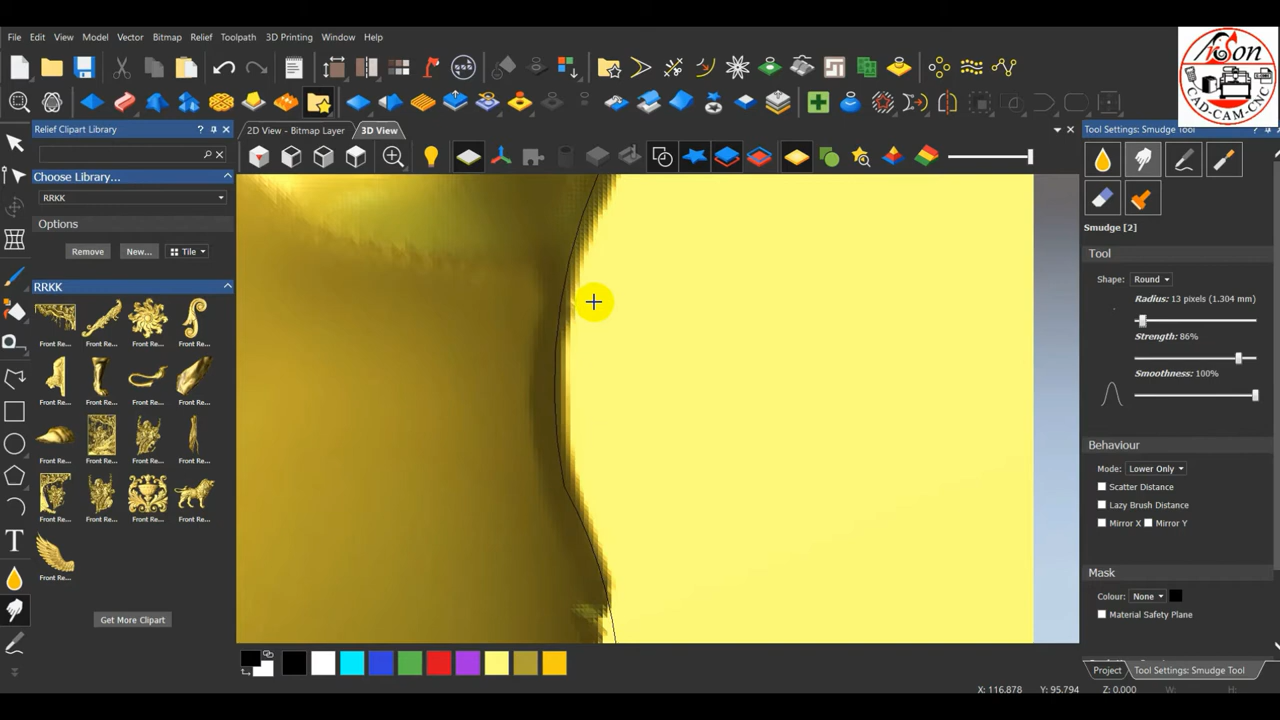 File Edit View Model Vector Bitmap Relief Toolpath 3D Printing Window Help
ArSon
CAD-CAM-CNC
Relief Clipart Library
2D View - Bitmap Layer 3D View
Tool Settings: Smudge Tool
Choose Library...
RRKK
Options
Remove New... Tile
RRKK
Front Re... Front Re... Front Re... Front Re...
Front Re... Front Re... Front Re... Front Re...
Front Re... Front Re... Front Re... Front Re...
Front Re... Front Re... Front Re... Front Re...
Front Re...
Get More Clipart
Smudge [2]
Tool
Shape: Round
Radius: 13 pixels (1.304 mm)
Strength: 86%
Smoothness: 100%
Behaviour
Mode: Lower Only
Scatter Distance
Lazy Brush Distance
Mirror X Mirror Y
Mask
Colour: None
Material Safety Plane
Project Tool Settings: Smudge Tool
X: 116.878 Y: 95.794 Z: 0.000 W: H: